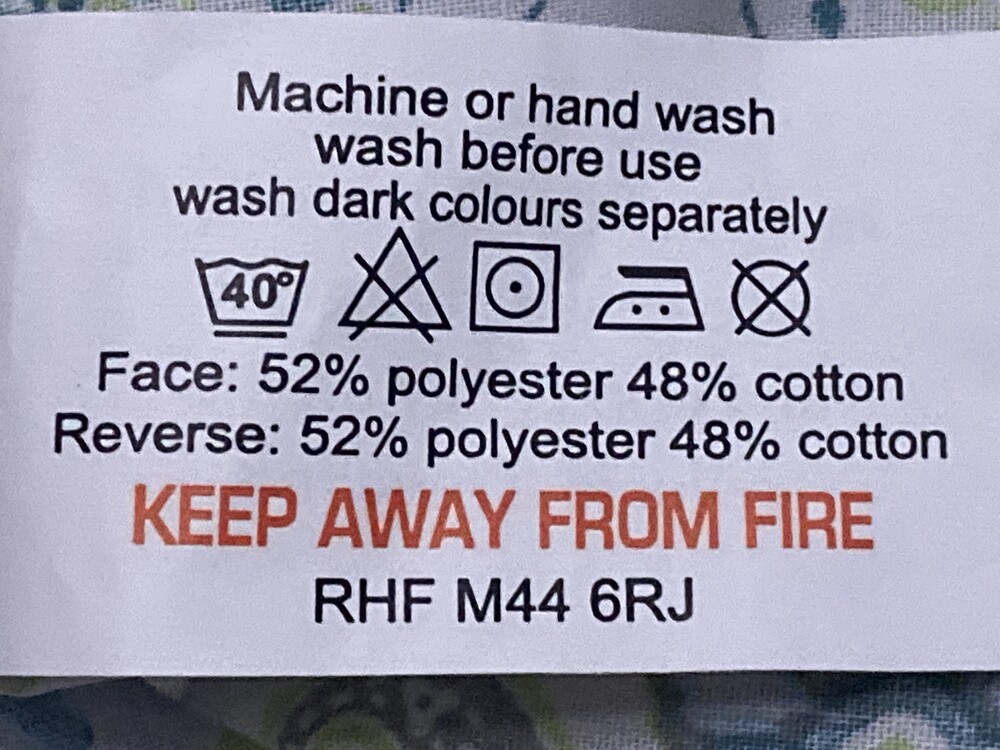 Machine or hand wash
wash before use
wash dark colours separately
40°
Face: 52% polyester 48% cotton
Reverse: 52% polyester 48% cotton
KEEP AWAY FROM FIRE
RHF M44 6RJ